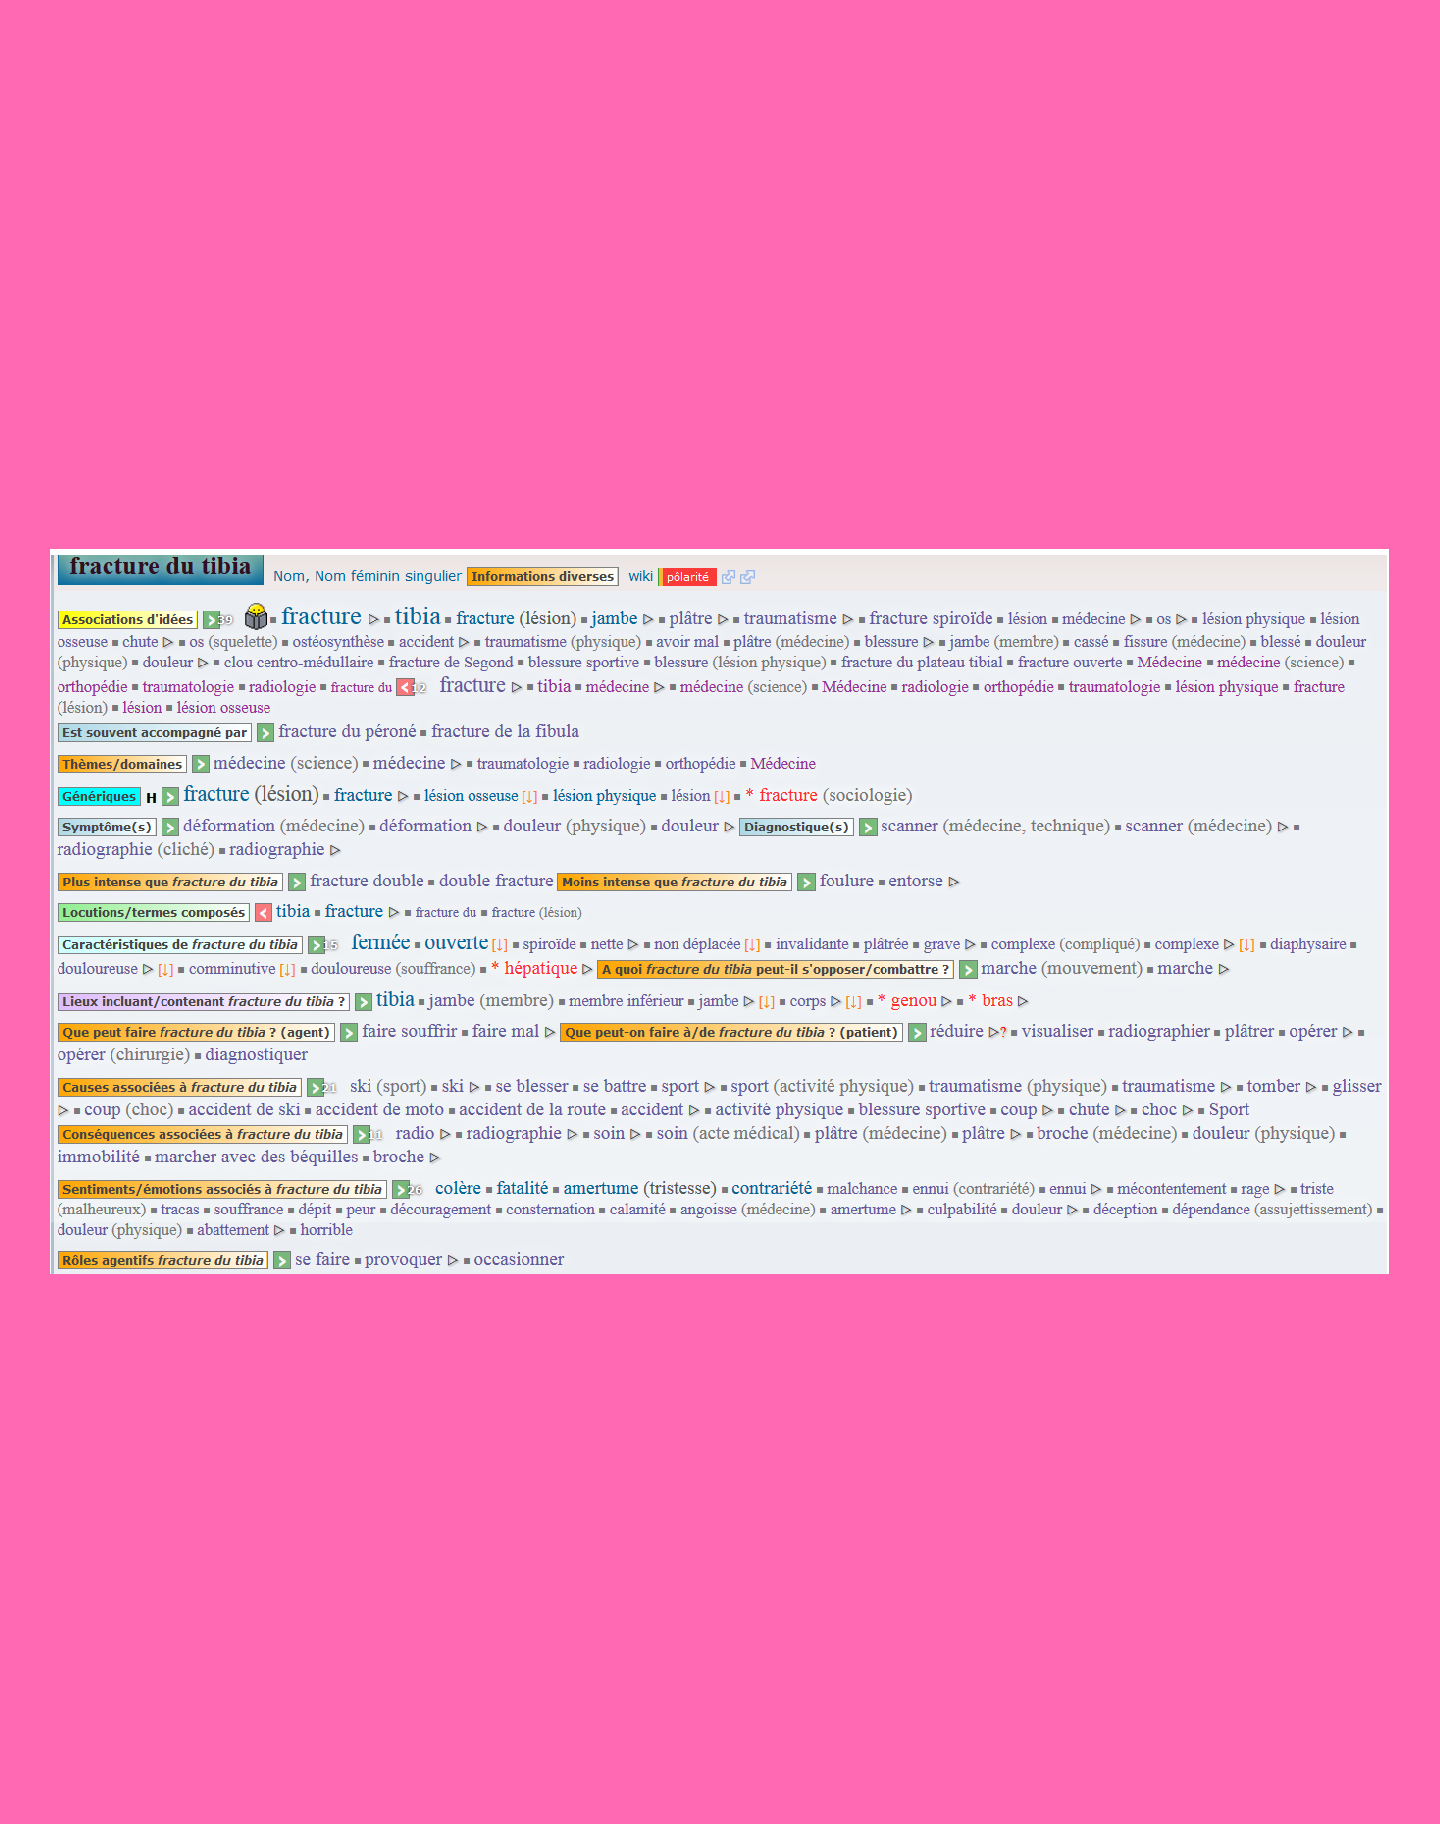 fracture du tibia Nom, Nom féminin singulier Informations diverses wiki pôlarité
Associations d'idées > 39 ▪ fracture ▷ ▪ tibia ▪ fracture (lésion) ▪ jambe ▷ ▪ plâtre ▷ ▪ traumatisme ▷ ▪ fracture spiroïde ▪ lésion ▪ médecine ▷ ▪ os ▷ ▪ lésion physique ▪ lésion
osseuse ▪ chute ▷ ▪ os (squelette) ▪ ostéosynthèse ▪ accident ▷ ▪ traumatisme (physique) ▪ avoir mal ▪ plâtre (médecine) ▪ blessure ▷ ▪ jambe (membre) ▪ cassé ▪ fissure (médecine) ▪ blessé ▪ douleur
(physique) ▪ douleur ▷ ▪ clou centro-médullaire ▪ fracture de Segond ▪ blessure sportive ▪ blessure (lésion physique) ▪ fracture du plateau tibial ▪ fracture ouverte ▪ Médecine ▪ médecine (science) ▪
orthopédie ▪ traumatologie ▪ radiologie ▪ fracture du < 12 fracture ▷ ▪ tibia ▪ médecine ▷ ▪ médecine (science) ▪ Médecine ▪ radiologie ▪ orthopédie ▪ traumatologie ▪ lésion physique ▪ fracture
(lésion) ▪ lésion ▪ lésion osseuse
Est souvent accompagné par > fracture du péroné ▪ fracture de la fibula
Thèmes/domaines > médecine (science) ▪ médecine ▷ ▪ traumatologie ▪ radiologie ▪ orthopédie ▪ Médecine
Génériques H > fracture (lésion) ▪ fracture ▷ ▪ lésion osseuse [↓] ▪ lésion physique ▪ lésion [↓] ▪ * fracture (sociologie)
Symptôme(s) > déformation (médecine) ▪ déformation ▷ ▪ douleur (physique) ▪ douleur ▷ Diagnostique(s) > scanner (médecine, technique) ▪ scanner (médecine) ▷ ▪
radiographie (cliché) ▪ radiographie ▷
Plus intense que fracture du tibia > fracture double ▪ double fracture Moins intense que fracture du tibia > foulure ▪ entorse ▷
Locutions/termes composés < tibia ▪ fracture ▷ ▪ fracture du ▪ fracture (lésion)
Caractéristiques de fracture du tibia > 15 fermée ▪ ouverte [↓] ▪ spiroïde ▪ nette ▷ ▪ non déplacée [↓] ▪ invalidante ▪ plâtrée ▪ grave ▷ ▪ complexe (compliqué) ▪ complexe ▷ [↓] ▪ diaphysaire ▪
douloureuse ▷ [↓] ▪ comminutive [↓] ▪ douloureuse (souffrance) ▪ * hépatique ▷ A quoi fracture du tibia peut-il s'opposer/combattre ? > marche (mouvement) ▪ marche ▷
Lieux incluant/contenant fracture du tibia ? > tibia ▪ jambe (membre) ▪ membre inférieur ▪ jambe ▷ [↓] ▪ corps ▷ [↓] ▪ * genou ▷ ▪ * bras ▷
Que peut faire fracture du tibia ? (agent) > faire souffrir ▪ faire mal ▷ Que peut-on faire à/de fracture du tibia ? (patient) > réduire ▷? ▪ visualiser ▪ radiographier ▪ plâtrer ▪ opérer ▷ ▪
opérer (chirurgie) ▪ diagnostiquer
Causes associées à fracture du tibia > 21 ski (sport) ▪ ski ▷ ▪ se blesser ▪ se battre ▪ sport ▷ ▪ sport (activité physique) ▪ traumatisme (physique) ▪ traumatisme ▷ ▪ tomber ▷ ▪ glisser
▷ ▪ coup (choc) ▪ accident de ski ▪ accident de moto ▪ accident de la route ▪ accident ▷ ▪ activité physique ▪ blessure sportive ▪ coup ▷ ▪ chute ▷ ▪ choc ▷ ▪ Sport
Conséquences associées à fracture du tibia > 11 radio ▷ ▪ radiographie ▷ ▪ soin ▷ ▪ soin (acte médical) ▪ plâtre (médecine) ▪ plâtre ▷ ▪ broche (médecine) ▪ douleur (physique) ▪
immobilité ▪ marcher avec des béquilles ▪ broche ▷
Sentiments/émotions associés à fracture du tibia > 26 colère ▪ fatalité ▪ amertume (tristesse) ▪ contrariété ▪ malchance ▪ ennui (contrariété) ▪ ennui ▷ ▪ mécontentement ▪ rage ▷ ▪ triste
(malheureux) ▪ tracas ▪ souffrance ▪ dépit ▪ peur ▪ découragement ▪ consternation ▪ calamité ▪ angoisse (médecine) ▪ amertume ▷ ▪ culpabilité ▪ douleur ▷ ▪ déception ▪ dépendance (assujettissement) ▪
douleur (physique) ▪ abattement ▷ ▪ horrible
Rôles agentifs fracture du tibia > se faire ▪ provoquer ▷ ▪ occasionner